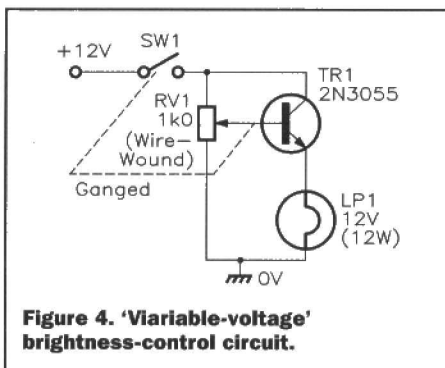 SW1
+12V
TR1
2N3055
RV1
1k0
(Wire–
Wound)
Ganged
LP1
12V
(12W)
0V
Figure 4. ‘Viariable-voltage’
brightness-control circuit.